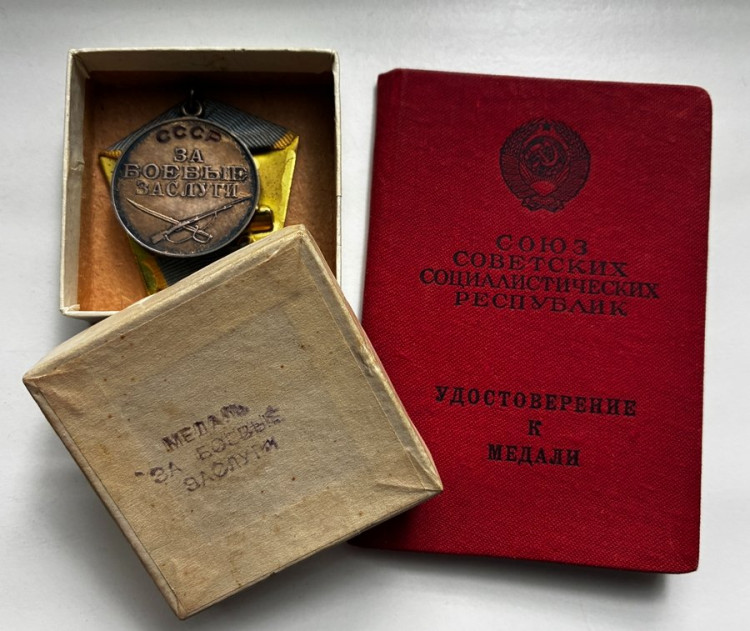 СССР
ЗА
БОЕВЫЕ
ЗАСЛУГИ
МЕДАЛЬ
"ЗА БОЕВЫЕ
ЗАСЛУГИ
СОЮЗ
СОВЕТСКИХ
СОЦИАЛИСТИЧЕСКИХ
РЕСПУБЛИК
УДОСТОВЕРЕНИЕ
К
МЕДАЛИ